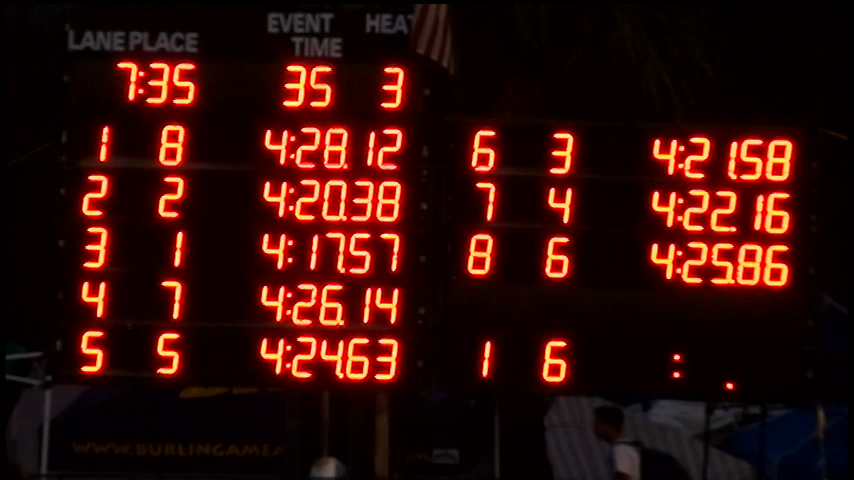 LANE PLACE EVENT TIME HEAT
7:35 35 3
1 8 4:28.12
2 2 4:20.38
3 1 4:17.57
4 7 4:26.14
5 5 4:24.63
6 3 4:21.58
7 4 4:22.16
8 6 4:25.86
1 6 : .
WWW.BURLINGAME